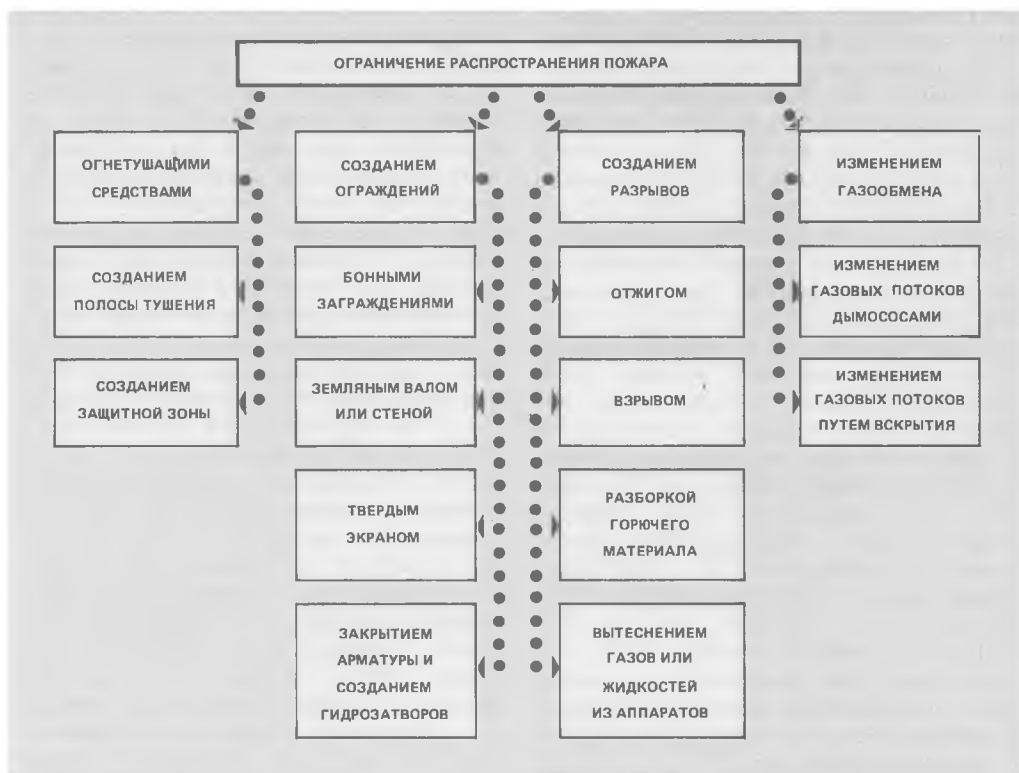 ОГРАНИЧЕНИЕ РАСПРОСТРАНЕНИЯ ПОЖАРА
ОГНЕТУШАЩИМИ
СРЕДСТВАМИ
СОЗДАНИЕМ
ОГРАЖДЕНИЙ
СОЗДАНИЕМ
РАЗРЫВОВ
ИЗМЕНЕНИЕМ
ГАЗООБМЕНА
СОЗДАНИЕМ
ПОЛОСЫ ТУШЕНИЯ
БОННЫМИ
ЗАГРАЖДЕНИЯМИ
ОТЖИГОМ
ИЗМЕНЕНИЕМ
ГАЗОВЫХ ПОТОКОВ
ДЫМОСОСАМИ
СОЗДАНИЕМ
ЗАЩИТНОЙ ЗОНЫ
ЗЕМЛЯНЫМ ВАЛОМ
ИЛИ СТЕНОЙ
ВЗРЫВОМ
ИЗМЕНЕНИЕМ
ГАЗОВЫХ ПОТОКОВ
ПУТЕМ ВСКРЫТИЯ
ТВЕРДЫМ
ЭКРАНОМ
РАЗБОРКОЙ
ГОРЮЧЕГО
МАТЕРИАЛА
ЗАКРЫТИЕМ
АРМАТУРЫ И
СОЗДАНИЕМ
ГИДРОЗАТВОРОВ
ВЫТЕСНЕНИЕМ
ГАЗОВ ИЛИ
ЖИДКОСТЕЙ
ИЗ АППАРАТОВ